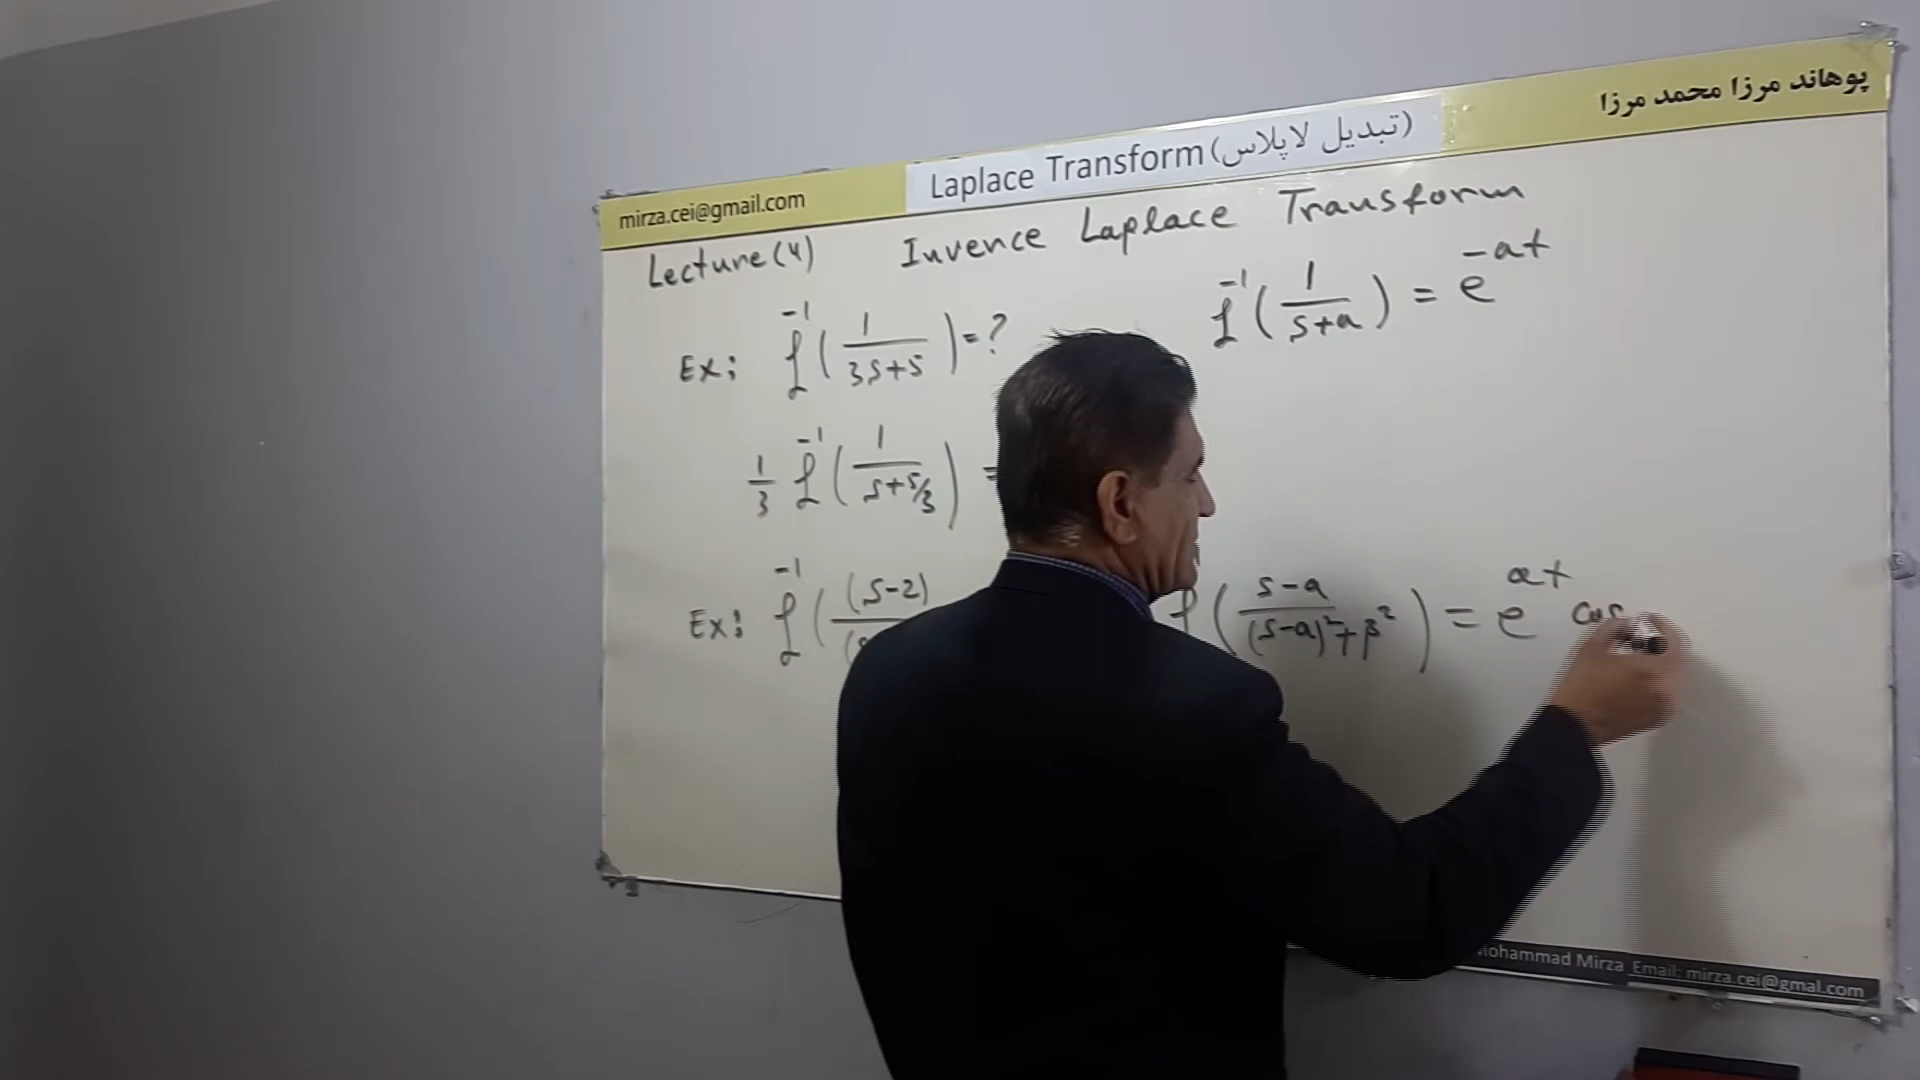 پوهاند مرزا محمد مرزا
Laplace Transform (تبدیل لاپلاس)
mirza.cei@gmail.com
Lecture(4) Invence Laplace Transform
Ex: £⁻¹(1/(3s+5)) = ?
£⁻¹(1/(s+a)) = e^(-at)
1/3 £⁻¹(1/(s+5/3)) =
Ex: £⁻¹((s-2)
£(s-a/((s-a)²+β²)) = e^(at) cos
Mohammad Mirza Email: mirza.cei@gmal.com